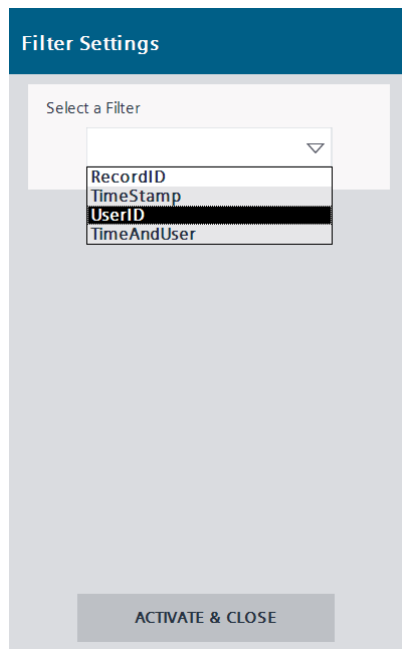 Filter Settings
Select a Filter
RecordID
TimeStamp
UserID
TimeAndUser
ACTIVATE & CLOSE